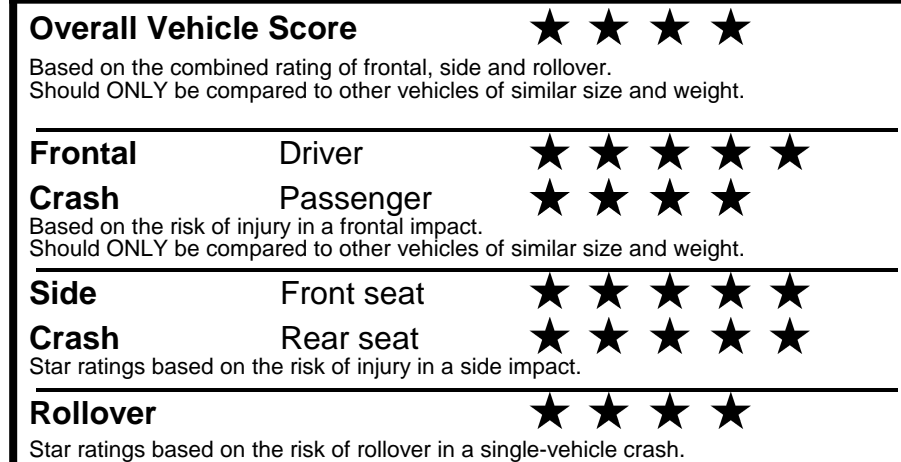 Overall Vehicle Score ★ ★ ★ ★
Based on the combined rating of frontal, side and rollover.
Should ONLY be compared to other vehicles of similar size and weight.
Frontal Driver ★ ★ ★ ★ ★
Crash Passenger ★ ★ ★ ★
Based on the risk of injury in a frontal impact.
Should ONLY be compared to other vehicles of similar size and weight.
Side Front seat ★ ★ ★ ★ ★
Crash Rear seat ★ ★ ★ ★ ★
Star ratings based on the risk of injury in a side impact.
Rollover ★ ★ ★ ★
Star ratings based on the risk of rollover in a single-vehicle crash.